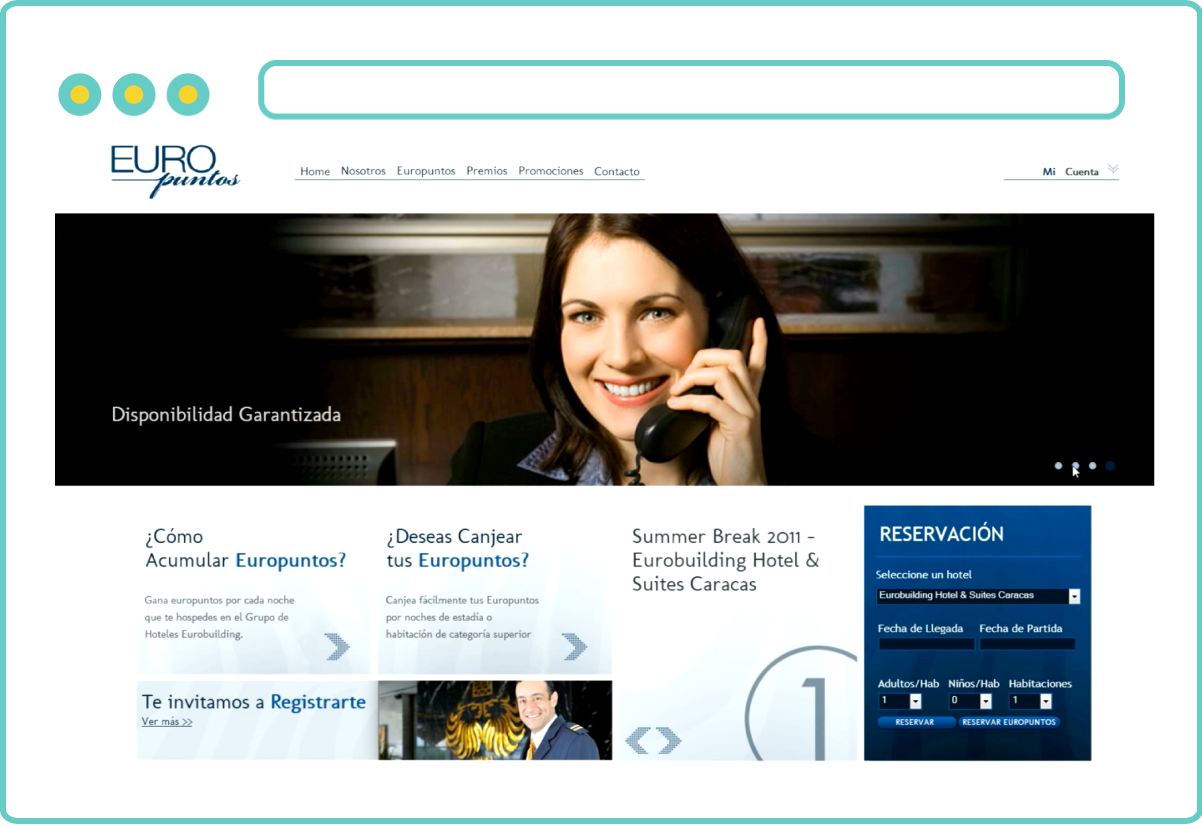 EURO
puntos
Home Nosotros Europuntos Premios Promociones Contacto
Mi Cuenta
Disponibilidad Garantizada
¿Cómo
Acumular Europuntos?
Gana europuntos por cada noche
que te hospedes en el Grupo de
Hoteles Eurobuilding.
¿Deseas Canjear
tus Europuntos?
Canjea fácilmente tus Europuntos
por noches de estadía o
habitación de categoría superior
Te invitamos a Registrarte
Ver más >>
Summer Break 2011 -
Eurobuilding Hotel &
Suites Caracas
1
RESERVACIÓN
Seleccione un hotel
Eurobuilding Hotel & Suites Caracas
Fecha de Llegada Fecha de Partida
Adultos/Hab Niños/Hab Habitaciones
1 0 1
RESERVAR RESERVAR EUROPUNTOS